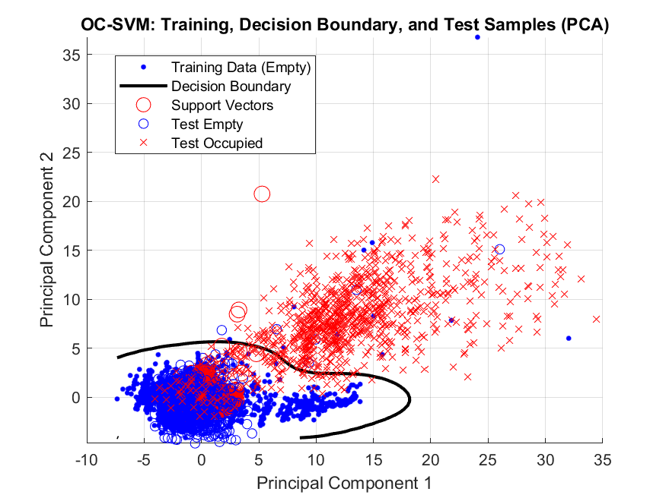 OC-SVM: Training, Decision Boundary, and Test Samples (PCA)
Training Data (Empty)
Decision Boundary
Support Vectors
Test Empty
Test Occupied
Principal Component 2
35
30
25
20
15
10
5
0
-10 -5 0 5 10 15 20 25 30 35
Principal Component 1